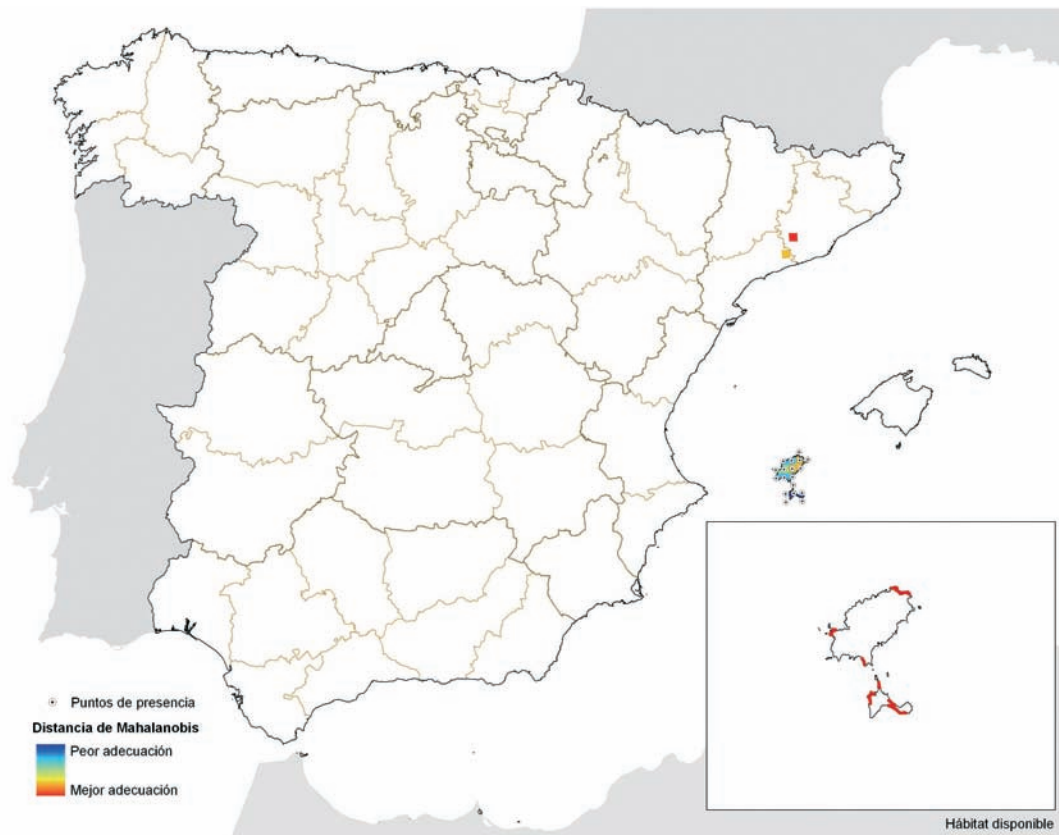 Puntos de presencia
Distancia de Mahalanobis
Peor adecuación
Mejor adecuación
Hábitat disponible